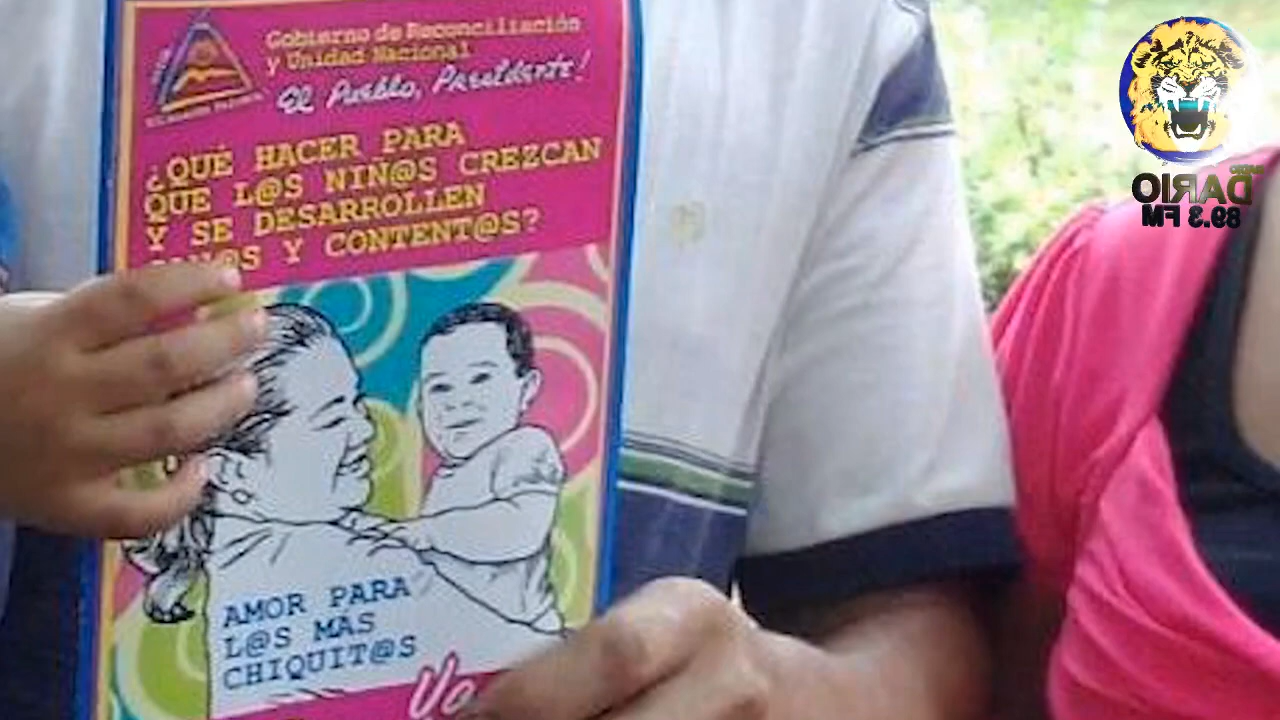 Gobierno de Reconciliación
y Unidad Nacional
El Pueblo, Presidente!
¿QUÉ HACER PARA
QUE L@S NIÑ@S CREZCAN
Y SE DESARROLLEN
SAN@S Y CONTENT@S?
AMOR PARA
L@S MAS
CHIQUIT@S
DARIO
89.3 FM